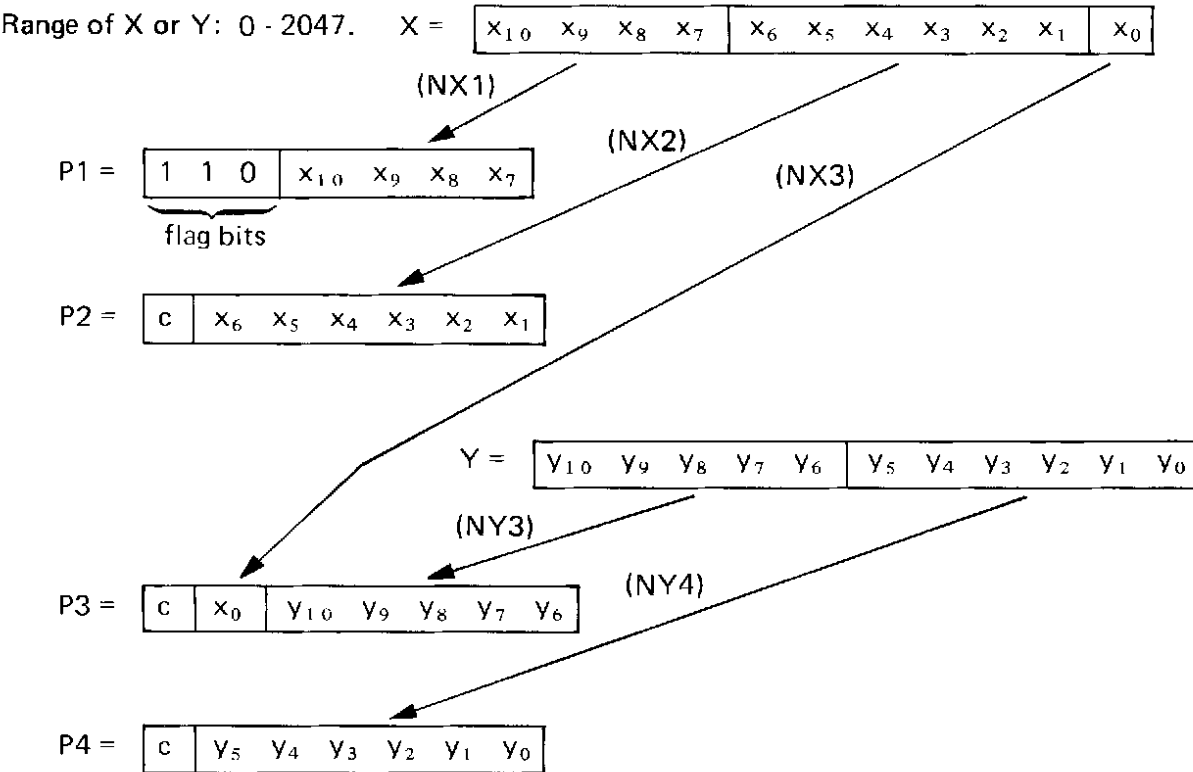 Range of X or Y: 0 - 2047. X = x₁₀ x₉ x₈ x₇ x₆ x₅ x₄ x₃ x₂ x₁ x₀
(NX1)
(NX2)
(NX3)
P1 = 1 1 0 x₁₀ x₉ x₈ x₇
flag bits
P2 = c x₆ x₅ x₄ x₃ x₂ x₁
Y = y₁₀ y₉ y₈ y₇ y₆ y₅ y₄ y₃ y₂ y₁ y₀
(NY3)
(NY4)
P3 = c x₀ y₁₀ y₉ y₈ y₇ y₆
P4 = c y₅ y₄ y₃ y₂ y₁ y₀